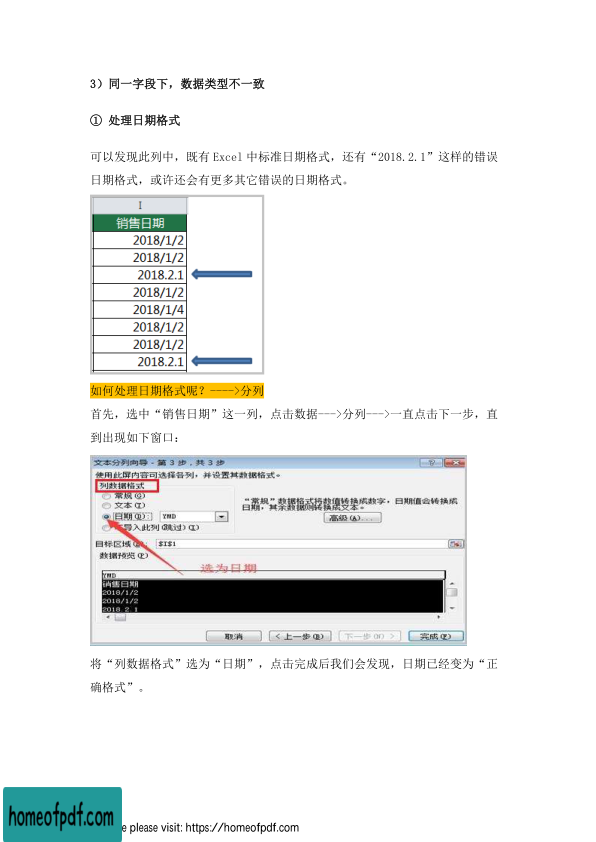 3）同一字段下，数据类型不一致
① 处理日期格式
可以发现此列中，既有 Excel 中标准日期格式，还有“2018.2.1”这样的错误
日期格式，或许还会有更多其它错误的日期格式。
I
销售日期
2018/1/2
2018/1/2
2018.2.1
2018/1/2
2018/1/4
2018/1/2
2018/1/2
2018.2.1
如何处理日期格式呢？---->分列
首先，选中“销售日期”这一列，点击数据--->分列--->一直点击下一步，直
到出现如下窗口：
文本分列向导 - 第 3 步，共 3 步
使用此屏内容可选择各列，并设置其数据格式。
列数据格式
常规(G)
文本(T)
日期(D): YMD
导入此列(跳过)(I)
“常规”数据格式将数值转换成数字，日期值会转换成
日期，其余数据则转换成文本。
高级(A)...
目标区域(E): $I$1
数据预览(P)
选为日期
YMD
销售日期
2018/1/2
2018/1/2
2018.2.1
取消 < 上一步(B) 下一步(N) > 完成(F)
将“列数据格式”选为“日期”，点击完成后我们会发现，日期已经变为“正
确格式”。
homeofpdf.com
e please visit: https://homeofpdf.com